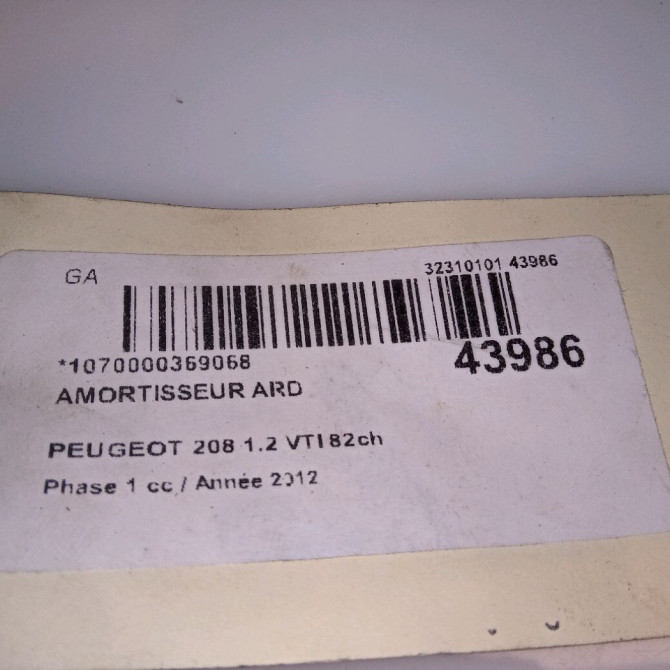 GA
32310101 43986
*1070000369068
43986
AMORTISSEUR ARD
PEUGEOT 208 1.2 VTI 82ch
Phase 1 cc / Année 2012